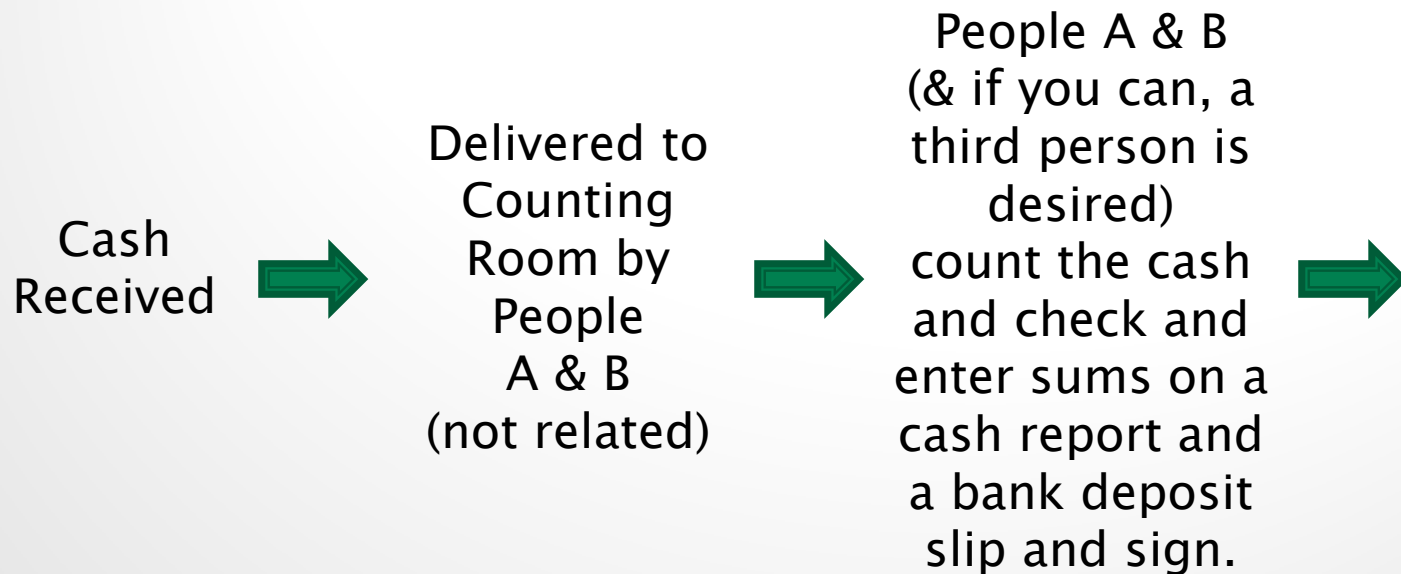 Cash
Received
Delivered to
Counting
Room by
People
A & B
(not related)
People A & B
(& if you can, a
third person is
desired)
count the cash
and check and
enter sums on a
cash report and
a bank deposit
slip and sign.